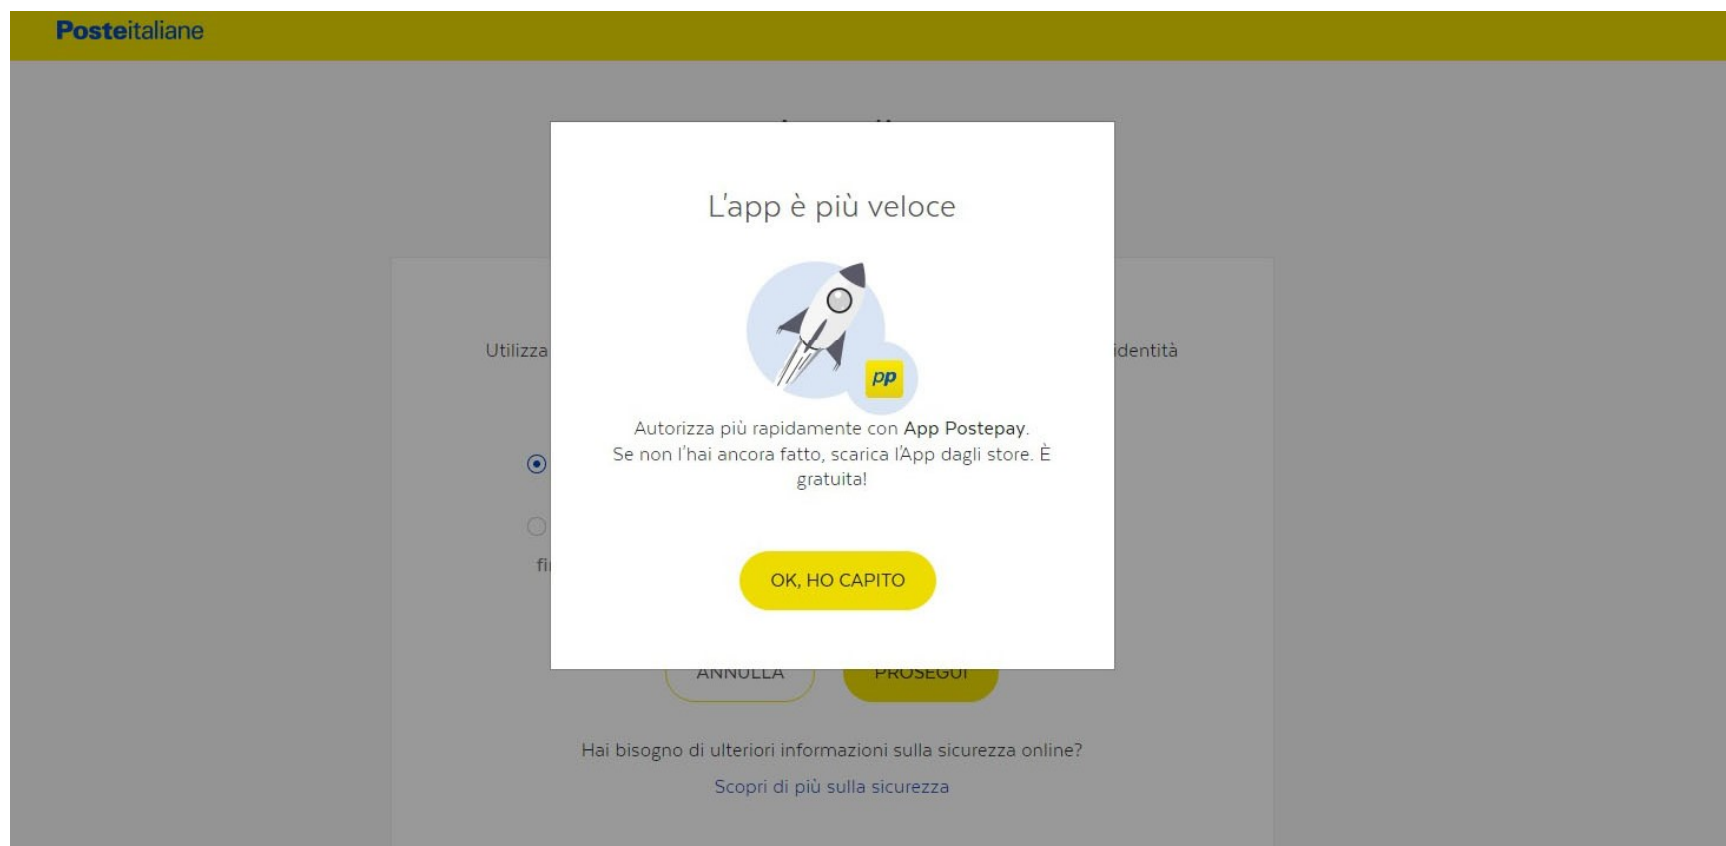 Posteitaliane
L'app è più veloce
Utilizza
identità
pp
Autorizza più rapidamente con App Postepay.
Se non l'hai ancora fatto, scarica l'App dagli store. È
gratuita!
OK, HO CAPITO
ANNULLA
PROSEGUI
Hai bisogno di ulteriori informazioni sulla sicurezza online?
Scopri di più sulla sicurezza